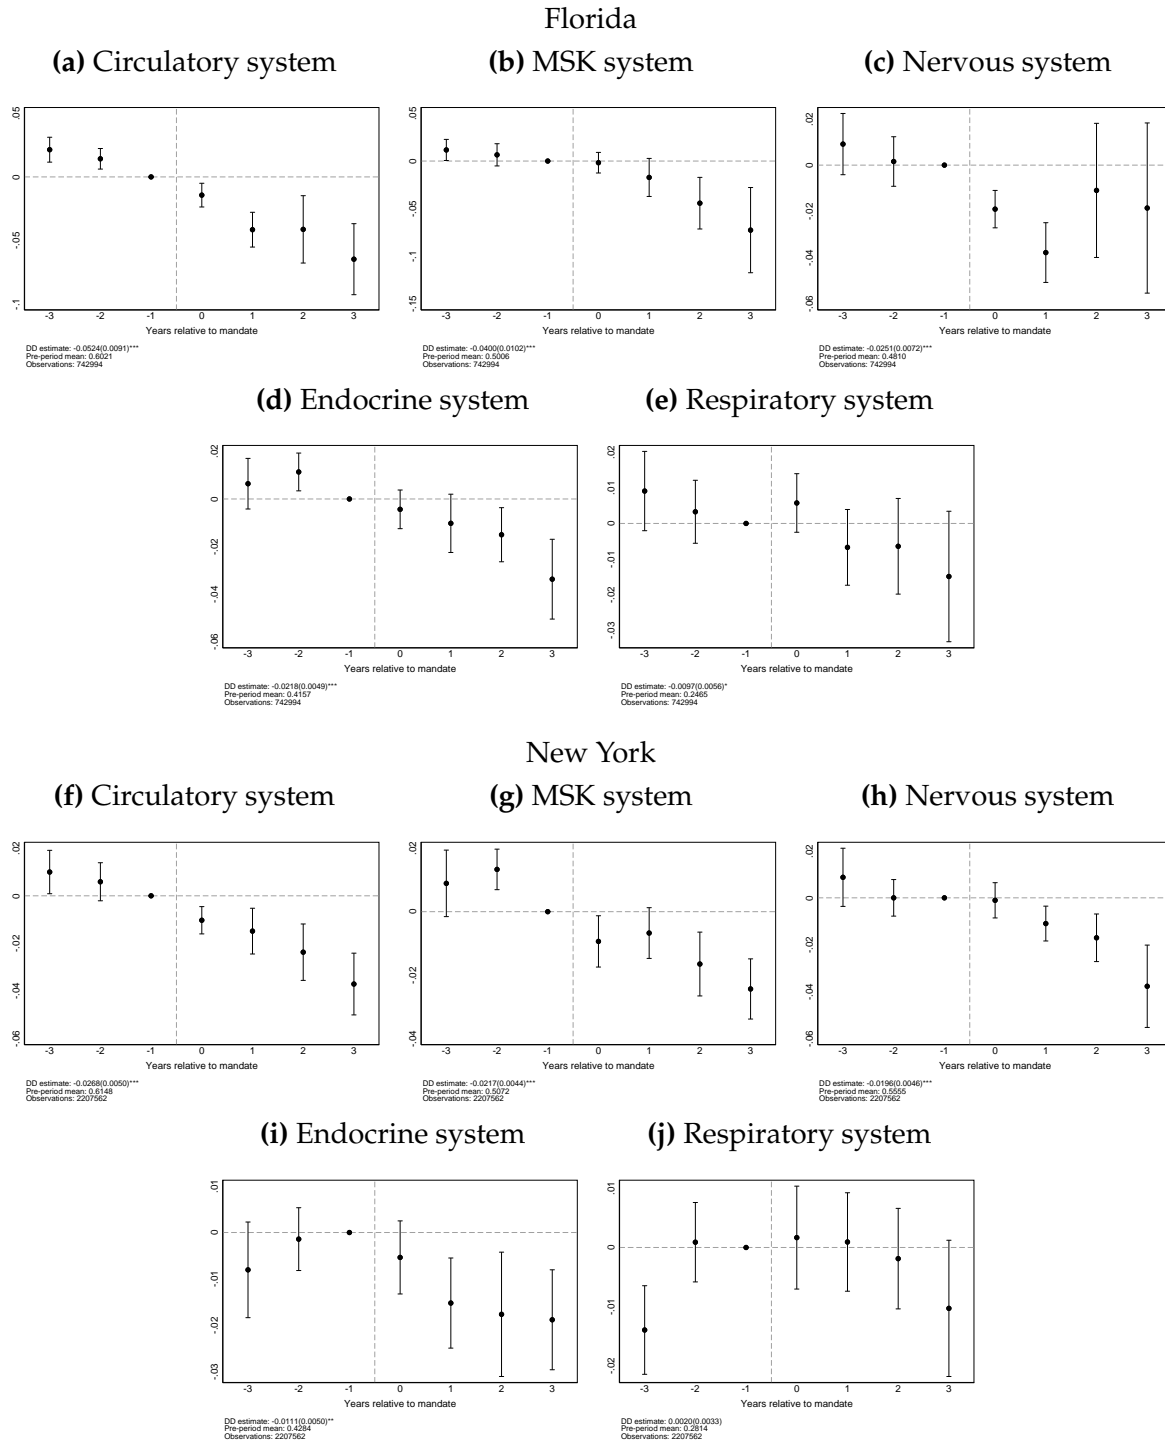 Florida
(a) Circulatory system (b) MSK system (c) Nervous system
.05
0
-.05
-.1
-3 -2 -1 0 1 2 3
Years relative to mandate
DD estimate: -0.0524(0.0091)***
Pre-period mean: 0.6021
Observations: 742994
.05
0
-.05
-.1
-.15
-3 -2 -1 0 1 2 3
Years relative to mandate
DD estimate: -0.0400(0.0102)***
Pre-period mean: 0.5006
Observations: 742994
.02
0
-.02
-.04
-.06
-3 -2 -1 0 1 2 3
Years relative to mandate
DD estimate: -0.0251(0.0072)***
Pre-period mean: 0.4810
Observations: 742994
(d) Endocrine system (e) Respiratory system
.02
0
-.02
-.04
-.06
-3 -2 -1 0 1 2 3
Years relative to mandate
DD estimate: -0.0218(0.0049)***
Pre-period mean: 0.4157
Observations: 742994
.02
.01
0
-.01
-.02
-.03
-3 -2 -1 0 1 2 3
Years relative to mandate
DD estimate: -0.0097(0.0056)*
Pre-period mean: 0.2465
Observations: 742994
New York
(f) Circulatory system (g) MSK system (h) Nervous system
.02
0
-.02
-.04
-.06
-3 -2 -1 0 1 2 3
Years relative to mandate
DD estimate: -0.0268(0.0050)***
Pre-period mean: 0.6148
Observations: 2207562
.02
0
-.02
-.04
-3 -2 -1 0 1 2 3
Years relative to mandate
DD estimate: -0.0217(0.0044)***
Pre-period mean: 0.5072
Observations: 2207562
.02
0
-.02
-.04
-.06
-3 -2 -1 0 1 2 3
Years relative to mandate
DD estimate: -0.0196(0.0046)***
Pre-period mean: 0.5555
Observations: 2207562
(i) Endocrine system (j) Respiratory system
.01
0
-.01
-.02
-.03
-3 -2 -1 0 1 2 3
Years relative to mandate
DD estimate: -0.0111(0.0050)**
Pre-period mean: 0.4284
Observations: 2207562
.01
0
-.01
-.02
-3 -2 -1 0 1 2 3
Years relative to mandate
DD estimate: 0.0020(0.0033)
Pre-period mean: 0.2814
Observations: 2207562